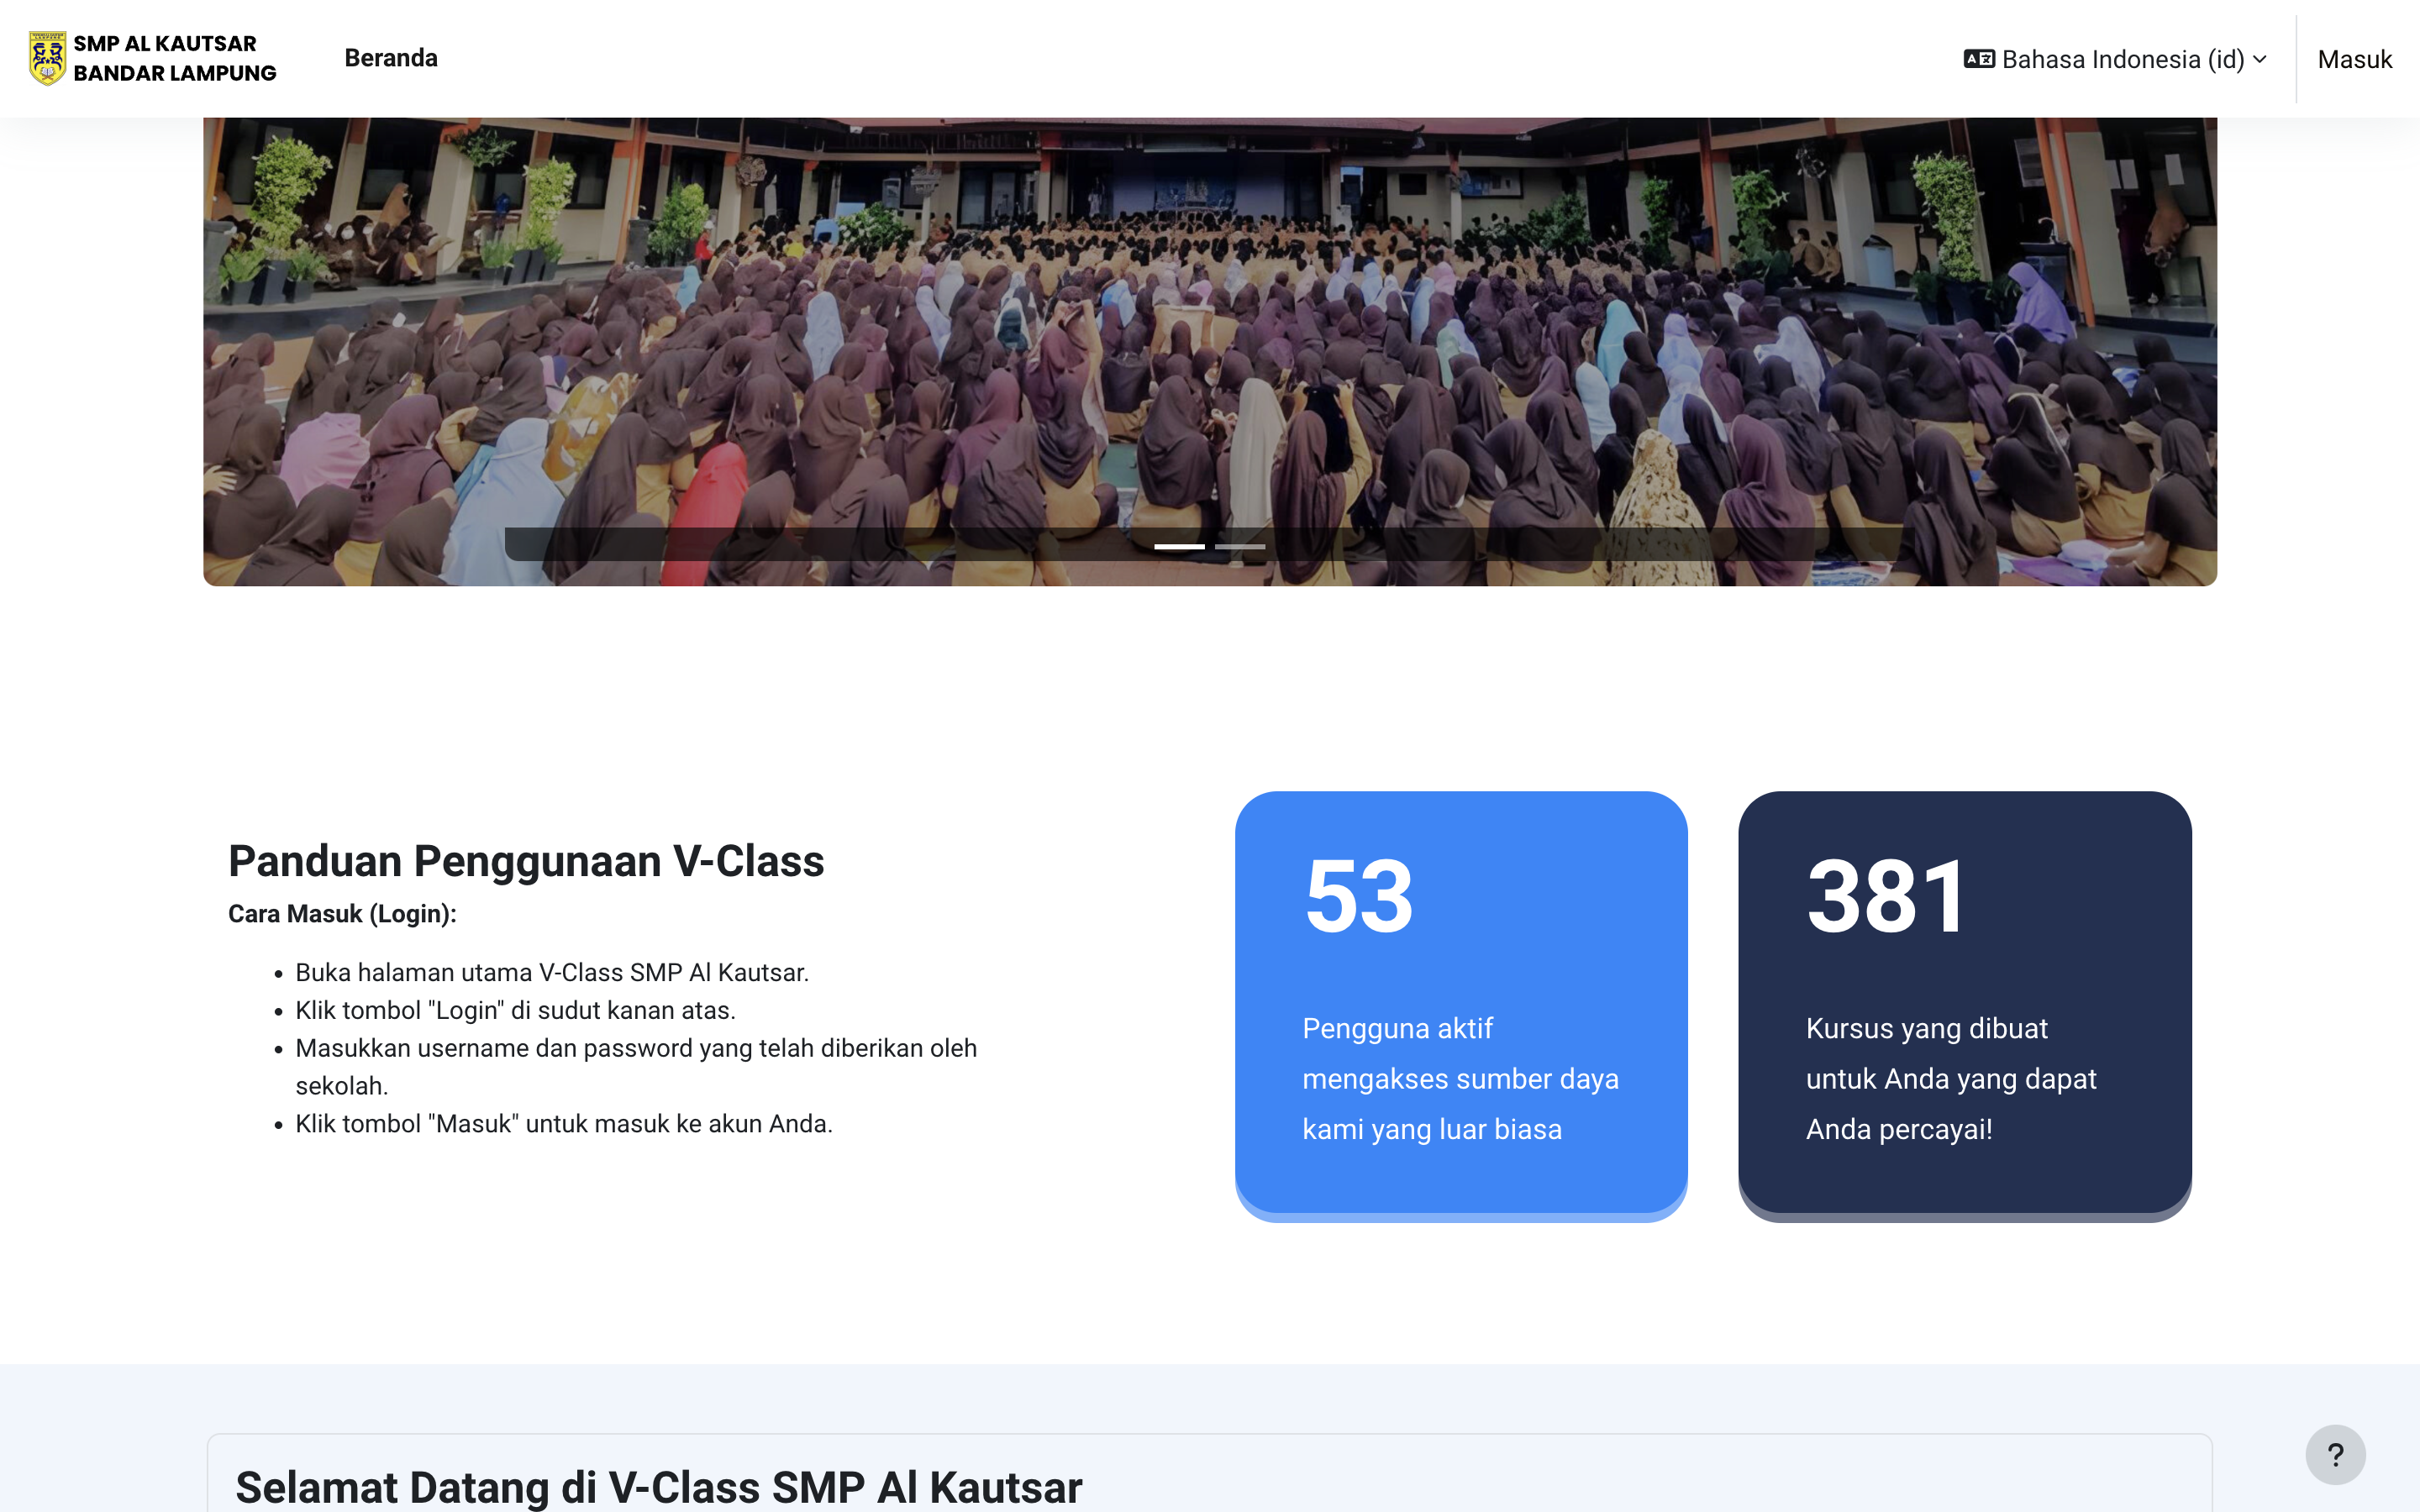 SMP AL KAUTSAR
BANDAR LAMPUNG
Beranda
Bahasa Indonesia (id)
Masuk
Panduan Penggunaan V-Class
Cara Masuk (Login):
Buka halaman utama V-Class SMP Al Kautsar.
Klik tombol "Login" di sudut kanan atas.
Masukkan username dan password yang telah diberikan oleh
sekolah.
Klik tombol "Masuk" untuk masuk ke akun Anda.
53
Pengguna aktif
mengakses sumber daya
kami yang luar biasa
381
Kursus yang dibuat
untuk Anda yang dapat
Anda percayai!
Selamat Datang di V-Class SMP Al Kautsar
?